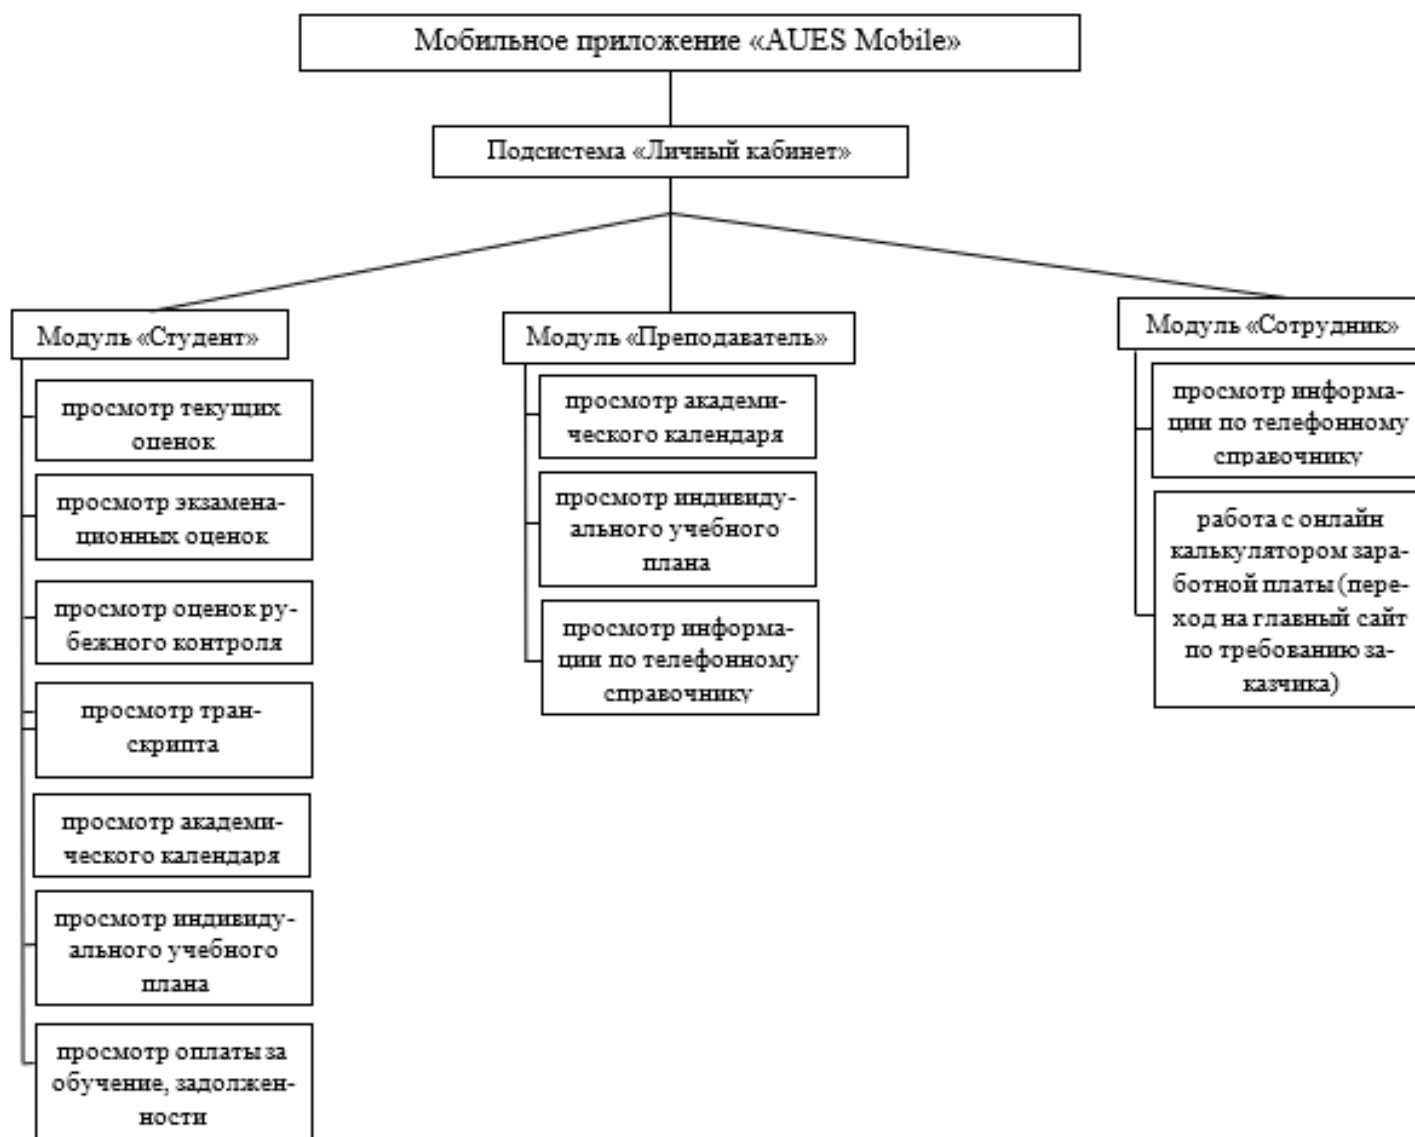 Мобильное приложение «AUES Mobile»
Подсистема «Личный кабинет»
Модуль «Студент»
просмотр текущих
оценок
просмотр экзамена-
ционных оценок
просмотр оценок ру-
бежного контроля
просмотр тран-
скрипта
просмотр академи-
ческого календаря
просмотр индивиду-
ального учебного
плана
просмотр оплаты за
обучение, задолжен-
ности
Модуль «Преподаватель»
просмотр академи-
ческого календаря
просмотр индивиду-
ального учебного
плана
просмотр информа-
ции по телефонному
справочнику
Модуль «Сотрудник»
просмотр информа-
ции по телефонному
справочнику
работа с онлайн
калькулятором зара-
ботной платы (пере-
ход на главный сайт
по требованию за-
казчика)